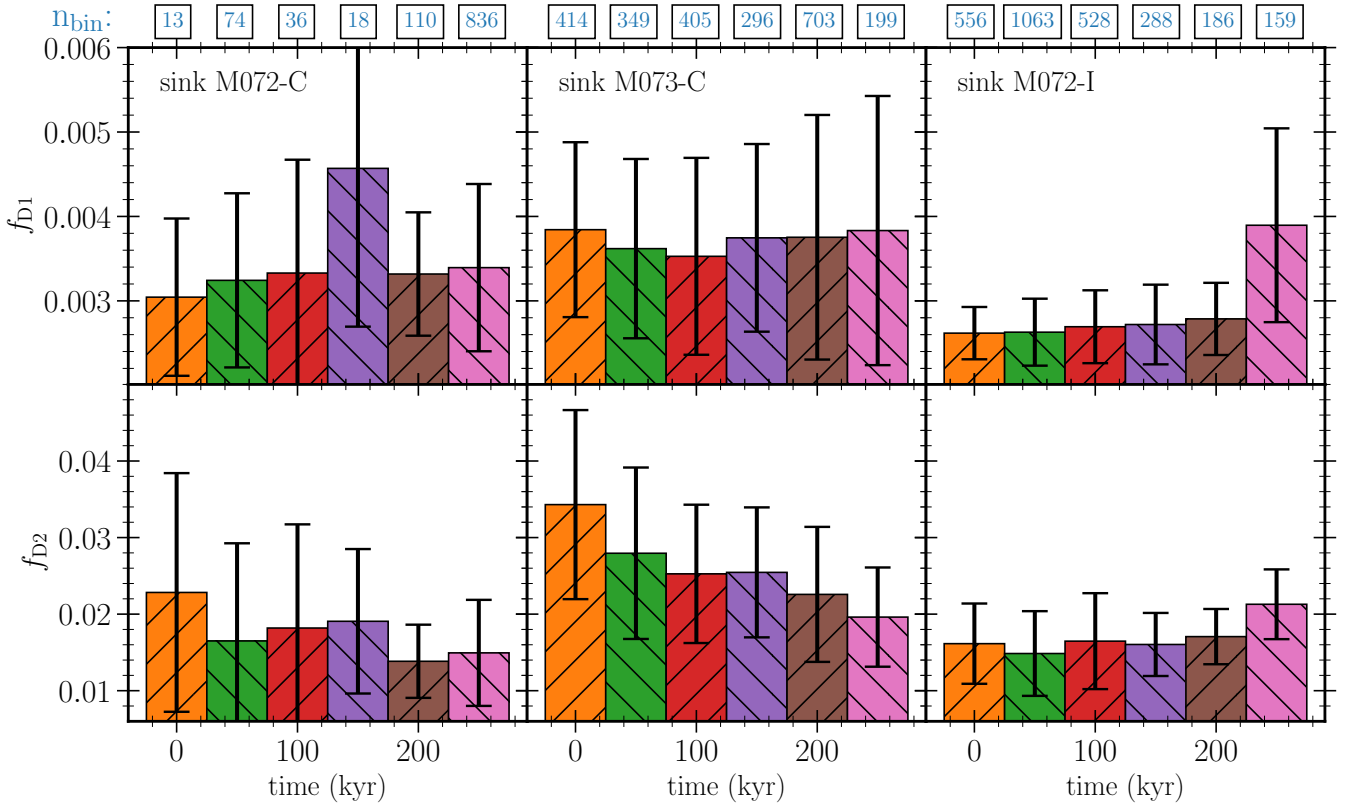 n_bin: 13 74 36 18 110 836 414 349 405 296 703 199 556 1063 528 288 186 159
sink M072-C sink M073-C sink M072-I
0.006
0.005
0.004
0.003
f_D1
0.04
0.03
0.02
0.01
f_D2
0 100 200 0 100 200 0 100 200
time (kyr) time (kyr) time (kyr)